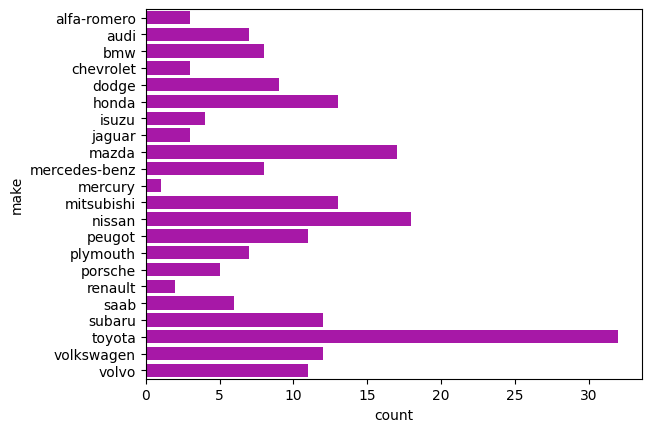 alfa-romero
audi
bmw
chevrolet
dodge
honda
isuzu
jaguar
mazda
mercedes-benz
mercury
mitsubishi
nissan
peugot
plymouth
porsche
renault
saab
subaru
toyota
volkswagen
volvo
make
0 5 10 15 20 25 30
count